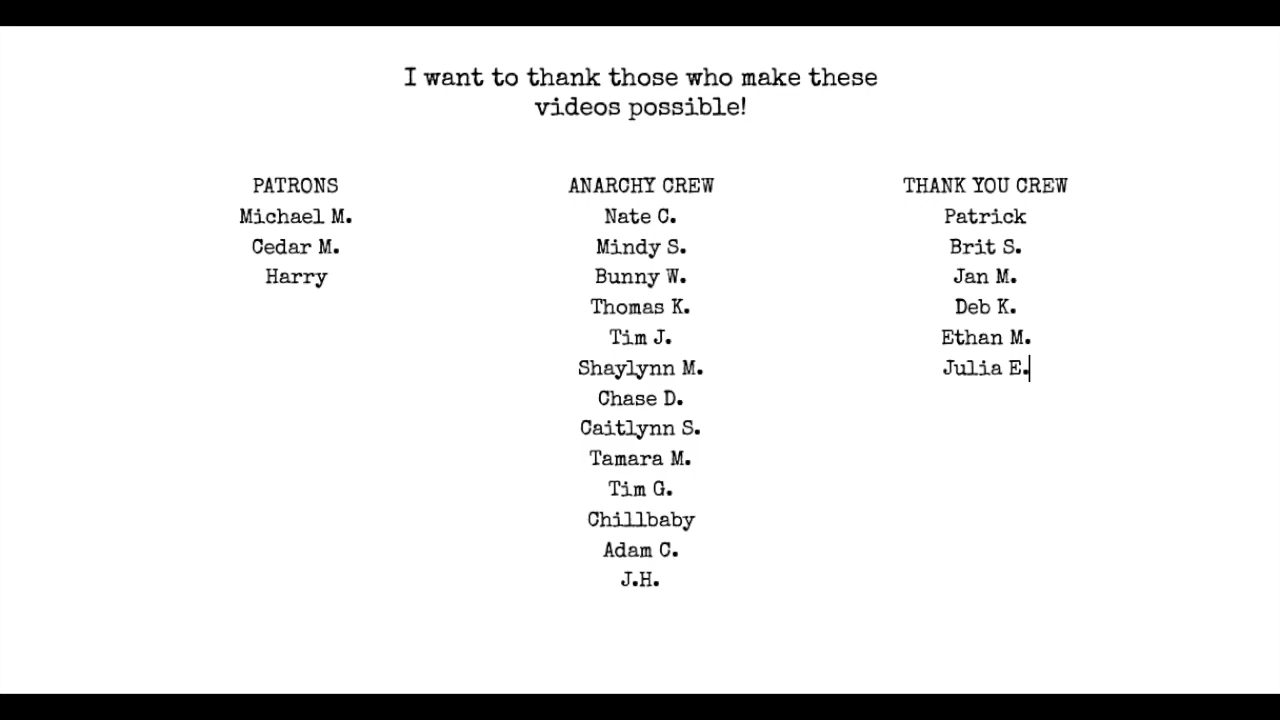 I want to thank those who make these
videos possible!
PATRONS
Michael M.
Cedar M.
Harry
ANARCHY CREW
Nate C.
Mindy S.
Bunny W.
Thomas K.
Tim J.
Shaylynn M.
Chase D.
Caitlynn S.
Tamara M.
Tim G.
Chillbaby
Adam C.
J.H.
THANK YOU CREW
Patrick
Brit S.
Jan M.
Deb K.
Ethan M.
Julia E.